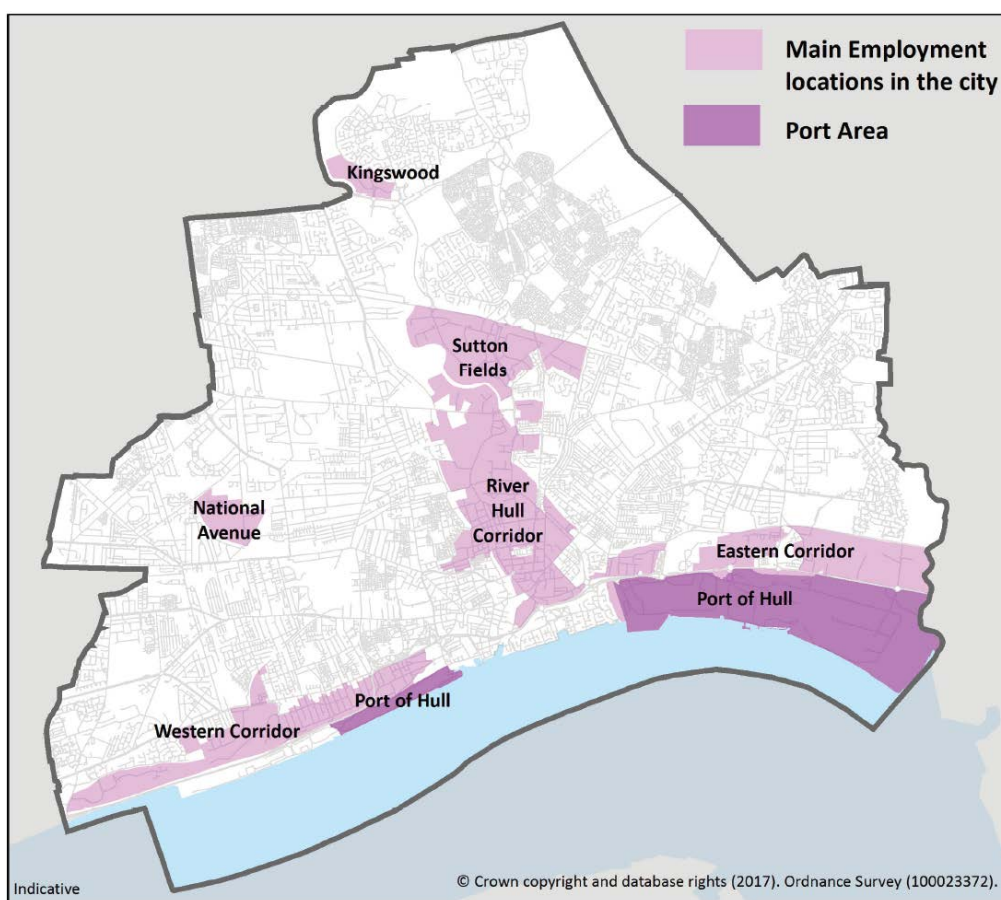 Main Employment
locations in the city
Port Area
Kingswood
Sutton
Fields
National
Avenue
River
Hull
Corridor
Eastern Corridor
Port of Hull
Port of Hull
Western Corridor
Indicative
© Crown copyright and database rights (2017). Ordnance Survey (100023372).